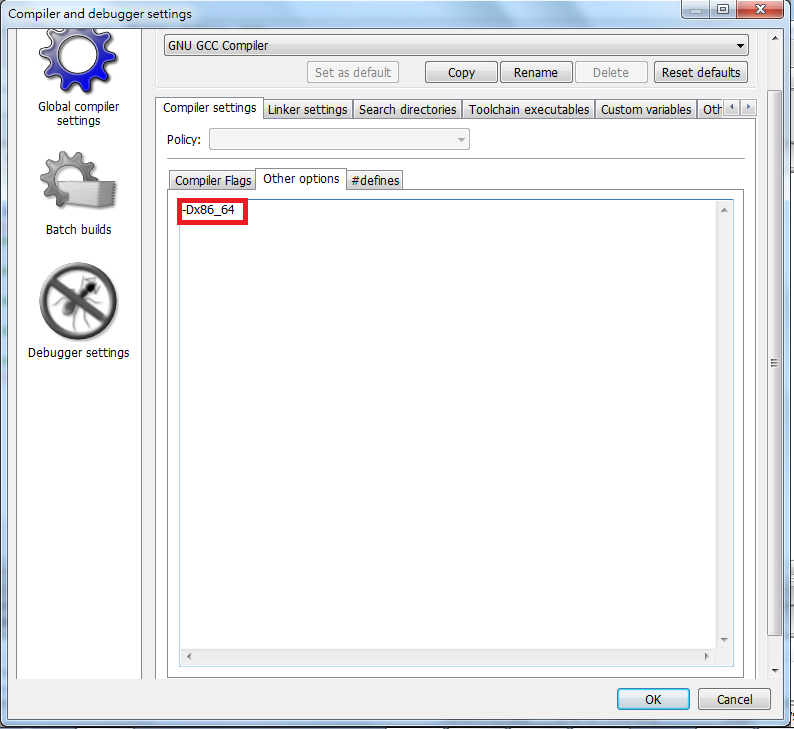 Compiler and debugger settings
Global compiler
settings
Batch builds
Debugger settings
GNU GCC Compiler
Set as default Copy Rename Delete Reset defaults
Compiler settings Linker settings Search directories Toolchain executables Custom variables Oth
Policy:
Compiler Flags Other options #defines
-Dx86_64
OK Cancel